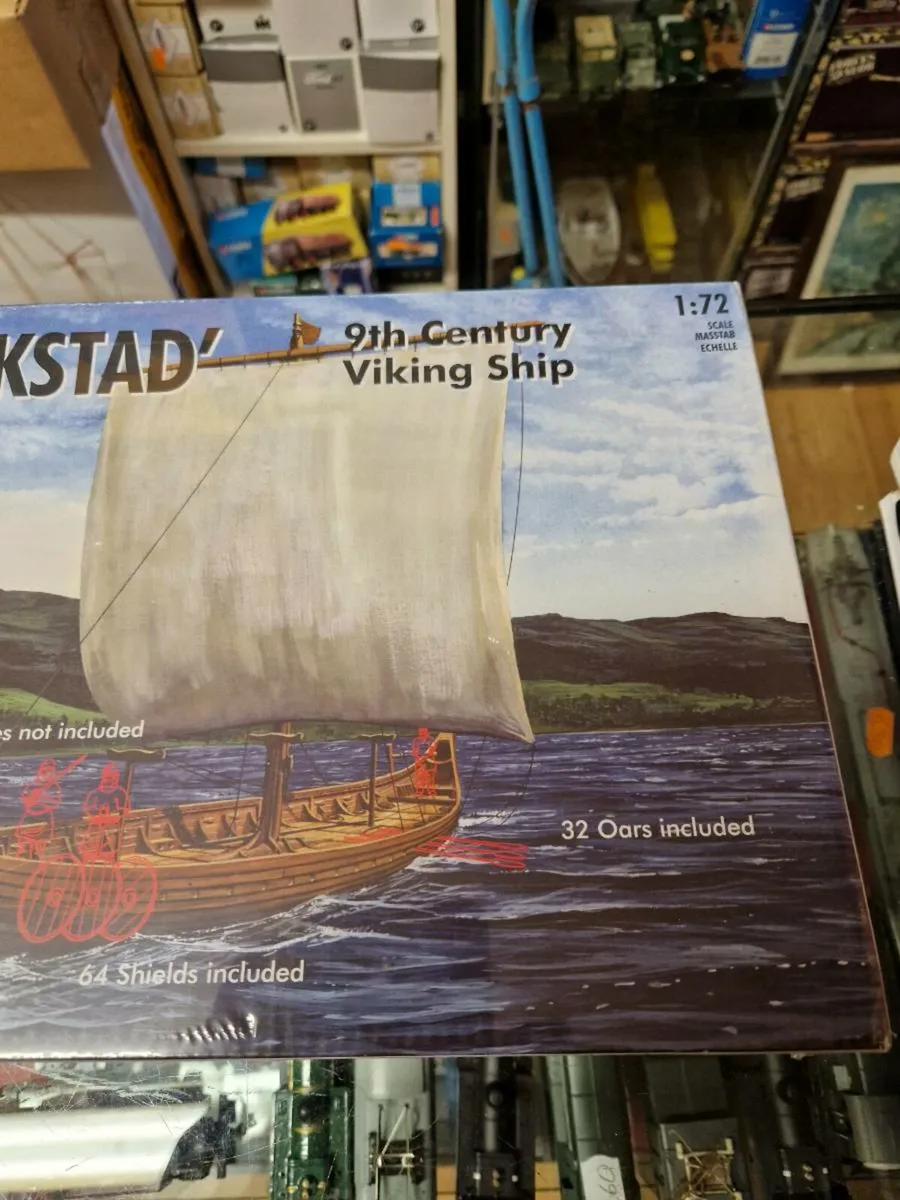 KSTAD'
9th Century
Viking Ship
1:72
SCALE
MASSTAB
ECHELLE
es not included
32 Oars included
64 Shields included